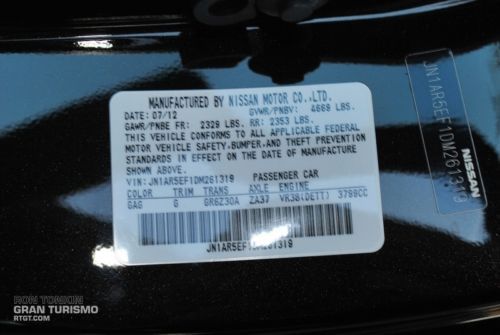 MANUFACTURED BY NISSAN MOTOR CO., LTD.
DATE: 07/12 GVWR/PNBV: 4669 LBS.
GAWR/PNBE FR: 2329 LBS. RR: 2353 LBS.
THIS VEHICLE CONFORMS TO ALL APPLICABLE FEDERAL
MOTOR VEHICLE SAFETY, BUMPER, AND THEFT PREVENTION
STANDARDS IN EFFECT ON THE DATE OF MANUFACTURE
SHOWN ABOVE.
VIN: JN1AR5EF1DM261319 PASSENGER CAR
COLOR TRIM TRANS AXLE ENGINE
GAG G GR6Z30A ZA37 VR38(DETT) 3799CC
JN1AR5EF1DM261319
JN1AR5EF1DM261319
NISSAN
RON TONKIN
GRAN TURISMO
RTGT.COM